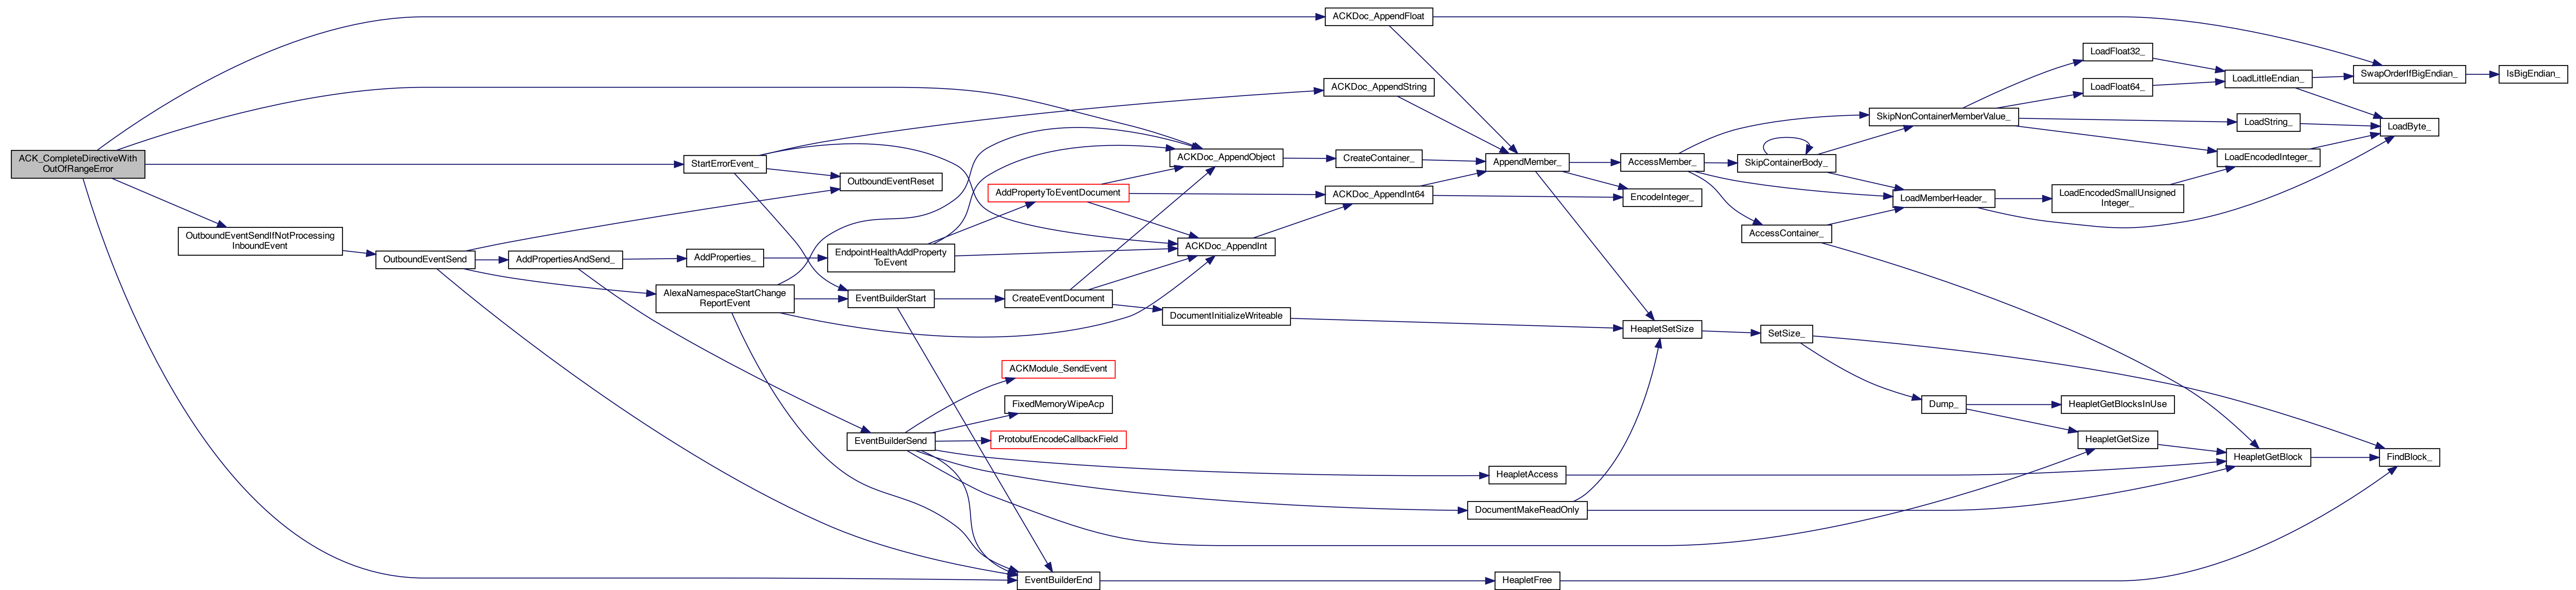 ACK_CompleteDirectiveWith
OutOfRangeError
OutboundEventSendIfNotProcessing
InboundEvent
OutboundEventSend
AddPropertiesAndSend_
StartErrorEvent_
AddProperties_
AlexaNamespaceStartChange
ReportEvent
OutboundEventReset
EndpointHealthAddProperty
ToEvent
EventBuilderStart
EventBuilderSend
AddPropertyToEventDocument
CreateEventDocument
ACKModule_SendEvent
FixedMemoryWipeAcp
ProtobufEncodeCallbackField
EventBuilderEnd
ACKDoc_AppendObject
ACKDoc_AppendInt
DocumentInitializeWriteable
ACKDoc_AppendFloat
ACKDoc_AppendString
CreateContainer_
ACKDoc_AppendInt64
AppendMember_
HeapletAccess
DocumentMakeReadOnly
HeapletFree
AccessMember_
EncodeInteger_
HeapletSetSize
SkipContainerBody_
AccessContainer_
SetSize_
SkipNonContainerMemberValue_
LoadMemberHeader_
Dump_
LoadFloat32_
LoadFloat64_
LoadEncodedSmallUnsigned
Integer_
HeapletGetBlocksInUse
HeapletGetSize
LoadLittleEndian_
LoadString_
LoadEncodedInteger_
HeapletGetBlock
SwapOrderIfBigEndian_
LoadByte_
FindBlock_
IsBigEndian_